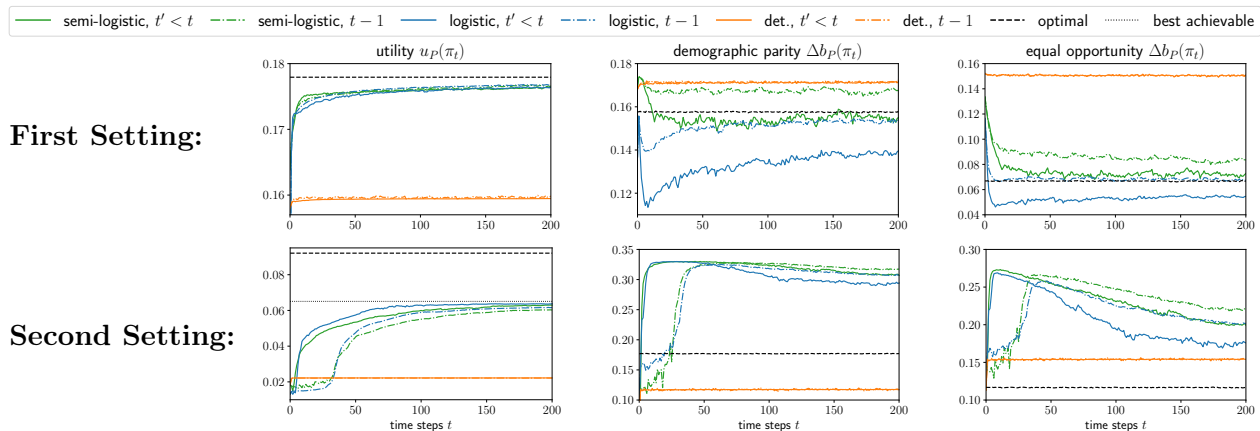 semi-logistic, t′ < t semi-logistic, t − 1 logistic, t′ < t logistic, t − 1 det., t′ < t det., t − 1 optimal best achievable
utility u_P(π_t) demographic parity Δb_P(π_t) equal opportunity Δb_P(π_t)
First Setting:
0.18
0.17
0.16
0 50 100 150 200
0.18
0.16
0.14
0.12
0 50 100 150 200
0.16
0.14
0.12
0.10
0.08
0.06
0.04
0 50 100 150 200
Second Setting:
0.08
0.06
0.04
0.02
0 50 100 150 200
time steps t
0.35
0.30
0.25
0.20
0.15
0.10
0 50 100 150 200
time steps t
0.30
0.25
0.20
0.15
0.10
0 50 100 150 200
time steps t